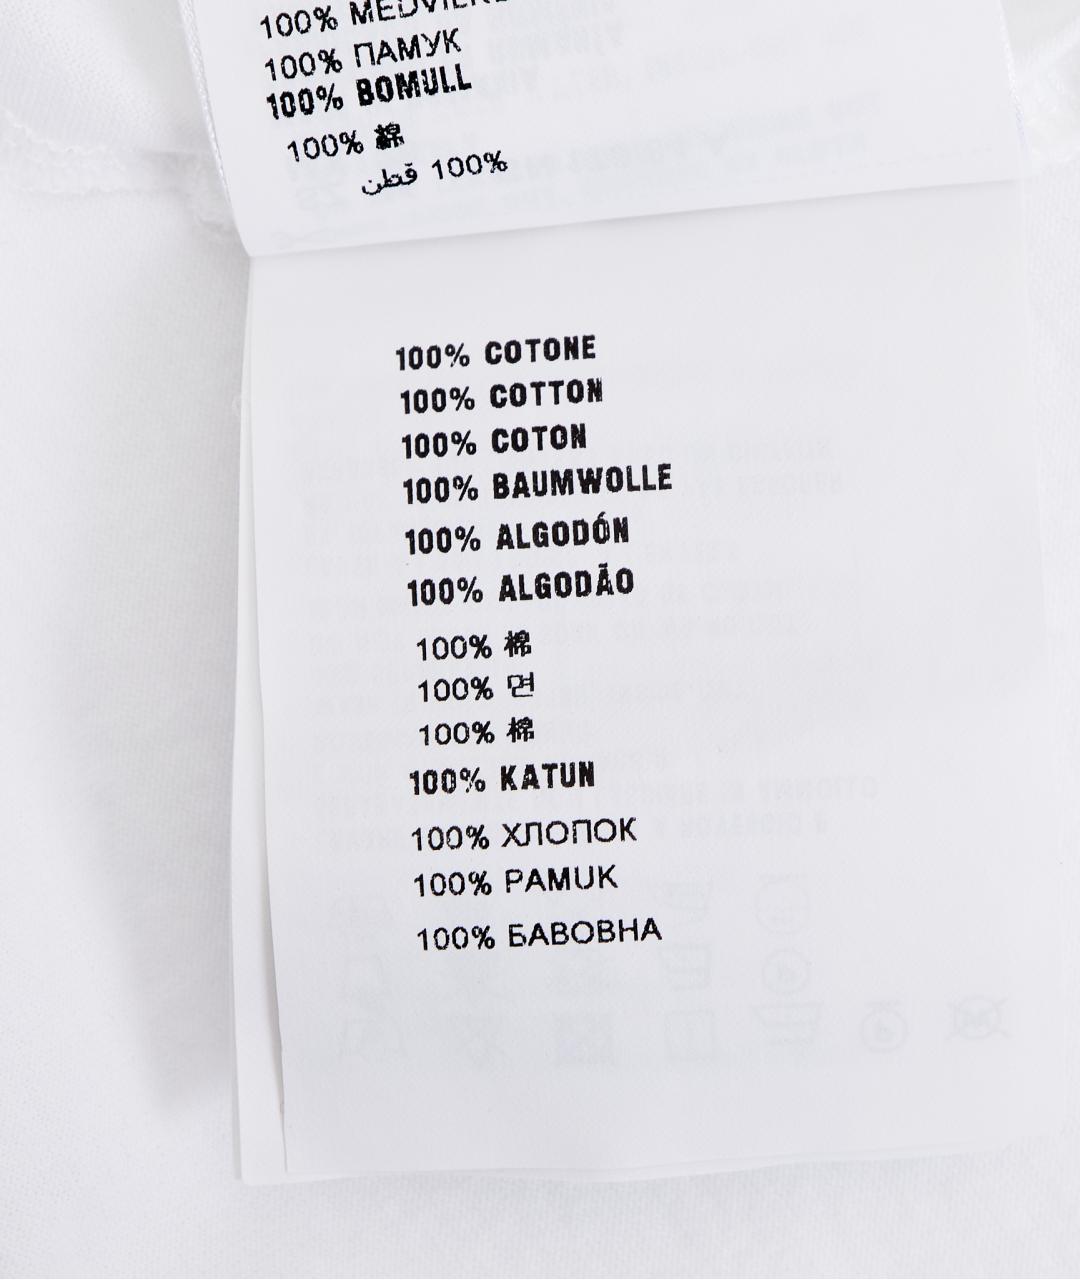 100%
100% ПАМУК
100% BOMULL
100% 棉
100% قطن
100% COTONE
100% COTTON
100% COTON
100% BAUMWOLLE
100% ALGODÓN
100% ALGODÃO
100% 棉
100% 면
100% 棉
100% KATUN
100% ХЛОПОК
100% PAMUK
100% БАВОВНА